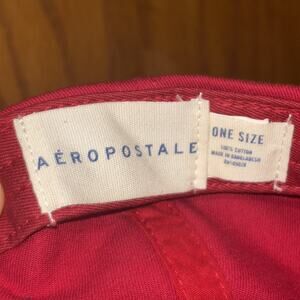 AÉROPOSTALE
ONE SIZE
100% COTTON
MADE IN BANGLADESH